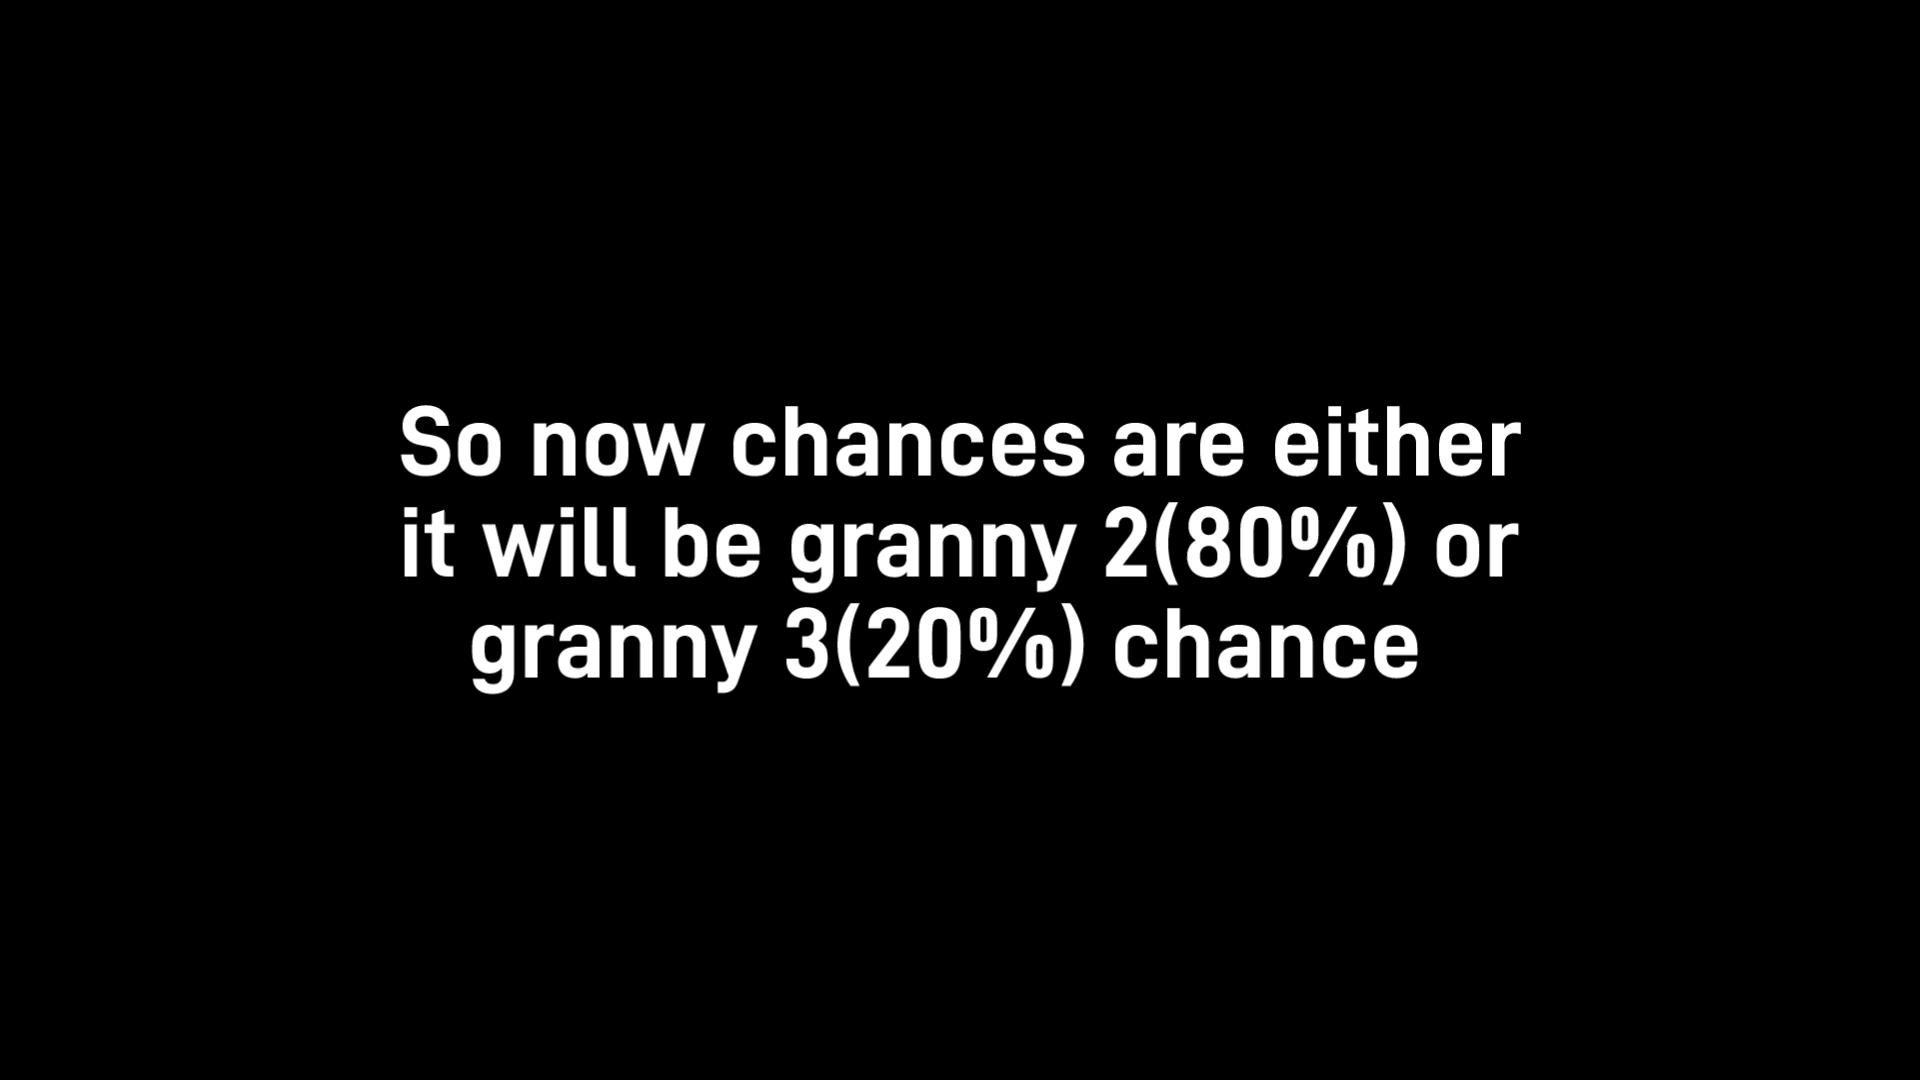 So now chances are either
it will be granny 2(80%) or
granny 3(20%) chance